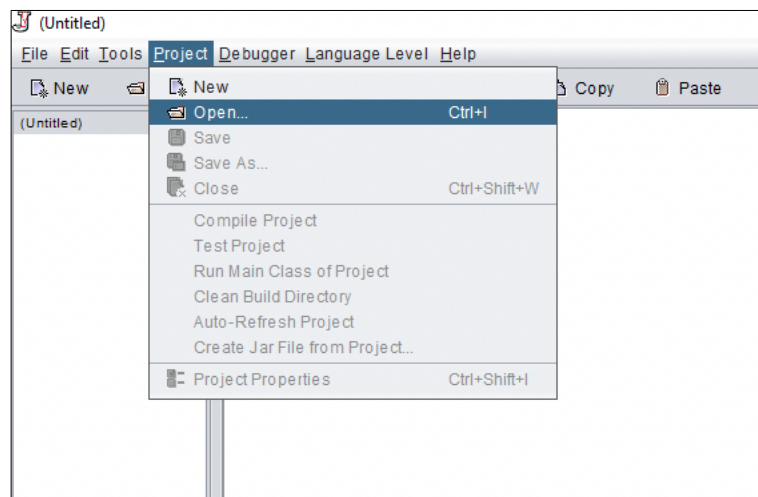 (Untitled)
File Edit Tools Project Debugger Language Level Help
New Copy Paste
(Untitled)
New
Open... Ctrl+I
Save
Save As...
Close Ctrl+Shift+W
Compile Project
Test Project
Run Main Class of Project
Clean Build Directory
Auto-Refresh Project
Create Jar File from Project...
Project Properties Ctrl+Shift+I